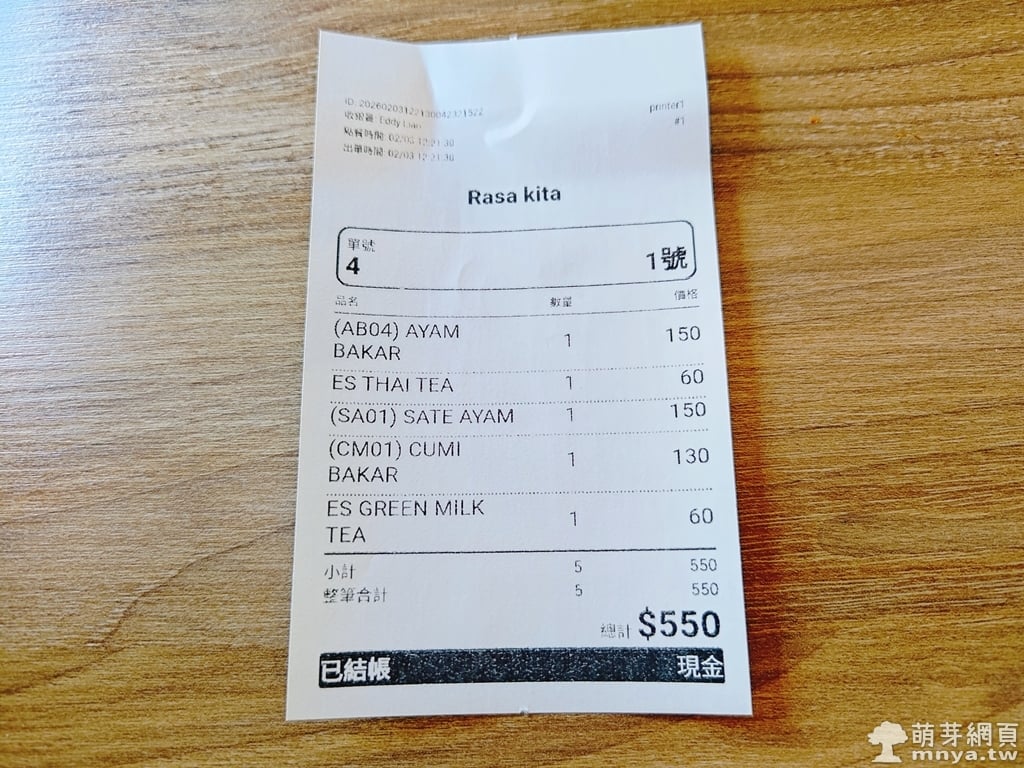 ID: 20260203122130042321522
printer1
收銀員: Eddy Lian
#1
點餐時間: 02/03 12:21:30
出單時間: 02/03 12:21:30
Rasa kita
單號
4 1號
品名 數量 價格
(AB04) AYAM
BAKAR 1 150
ES THAI TEA 1 60
(SA01) SATE AYAM 1 150
(CM01) CUMI
BAKAR 1 130
ES GREEN MILK
TEA 1 60
小計 5 550
整筆合計 5 550
總計 $550
已結帳 現金
萌芽網頁
mnya.tw